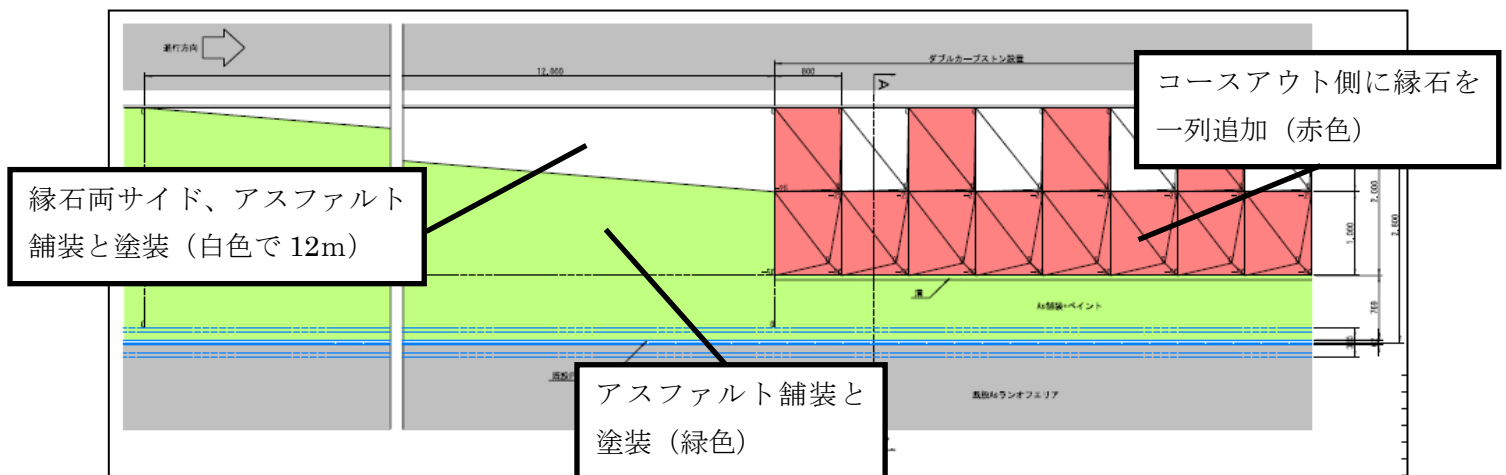 進行方向
12,000
800
ダブルカーブストン設置
A
コースアウト側に縁石を
一列追加（赤色）
縁石両サイド、アスファルト
舗装と塗装（白色で 12m）
1,000
2,000
2,800
溝
As舗装+ペイント
769
アスファルト舗装と
塗装（緑色）
既設Asランオフエリア